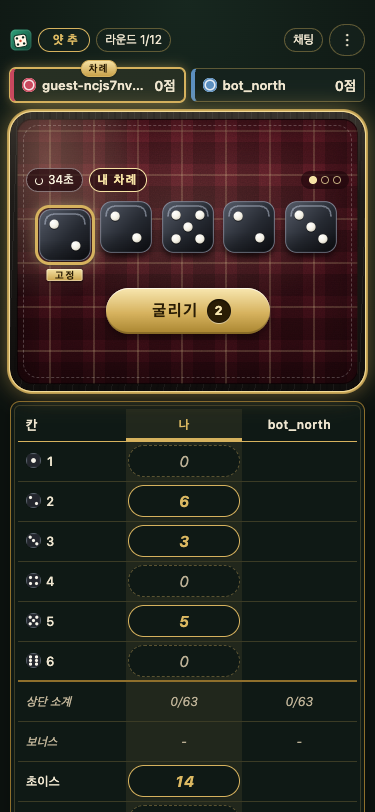 얏 추 라운드 1/12 채팅
차례
guest-ncjs7nv... 0점 bot_north 0점
34초 내 차례
고정
굴리기 2
칸 나 bot_north
1 0
2 6
3 3
4 0
5 5
6 0
상단 소계 0/63 0/63
보너스 - -
초이스 14